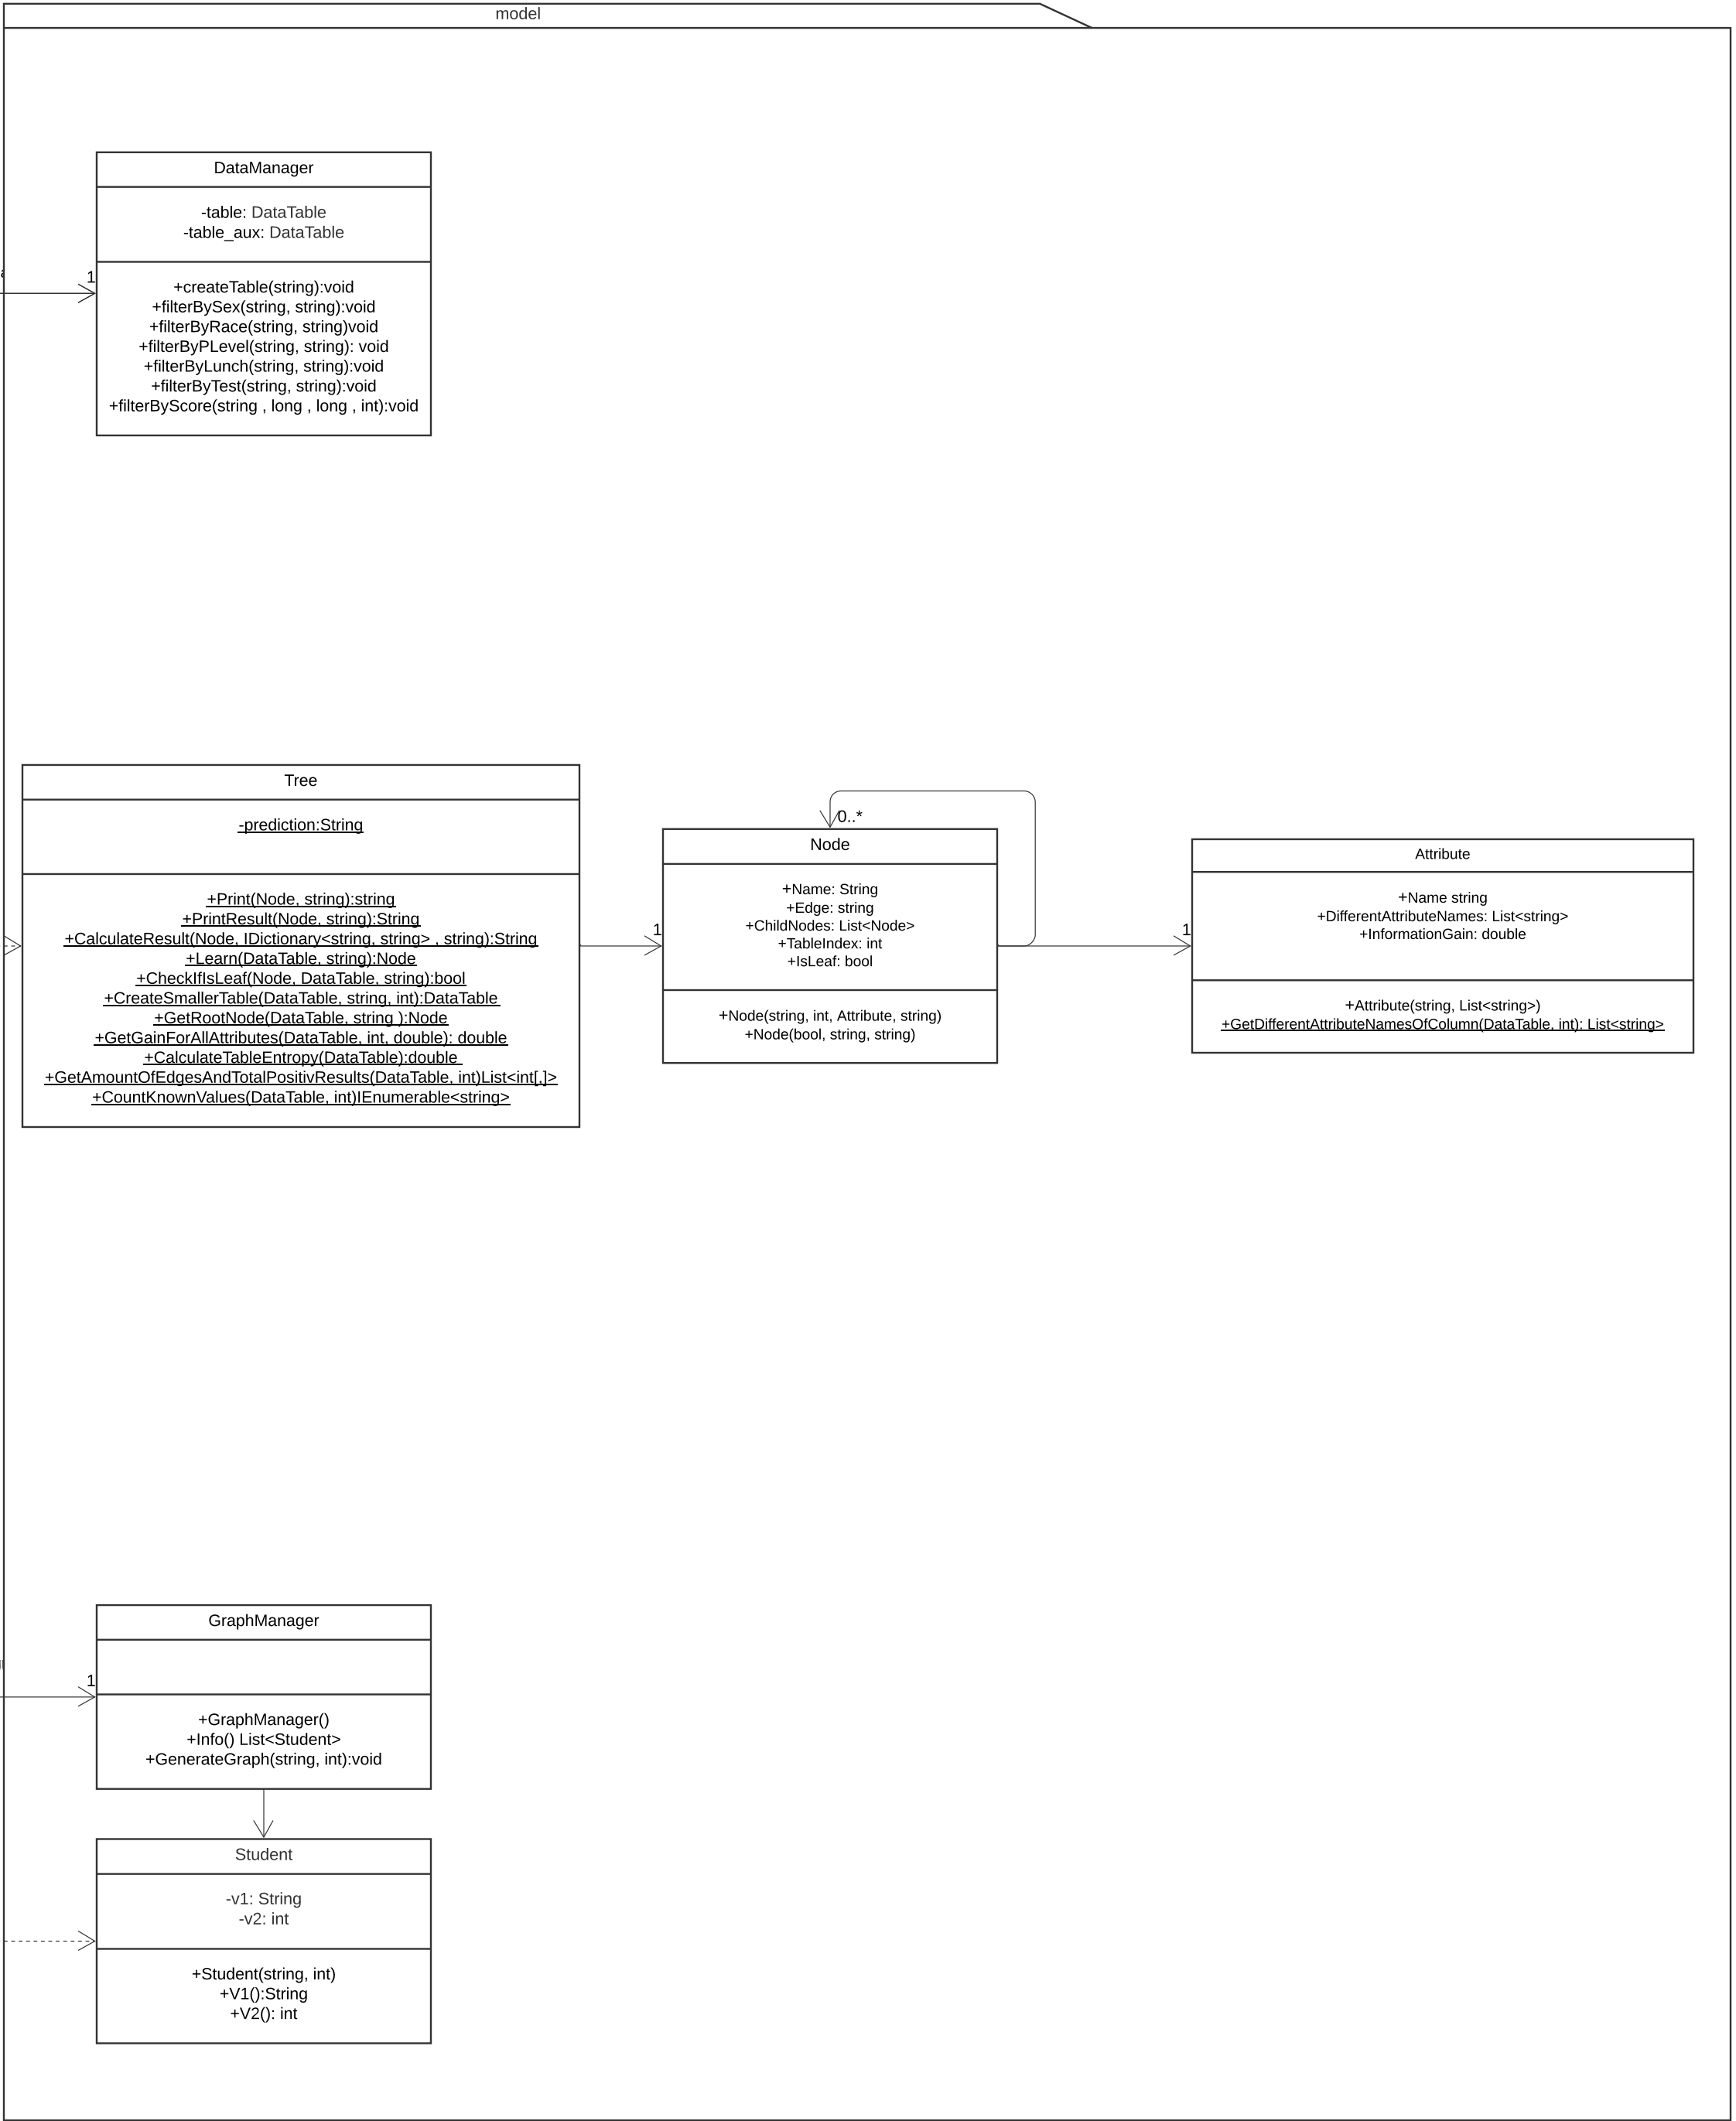 model
DataManager
-table: DataTable
-table_aux: DataTable
1
+createTable(string):void
+filterBySex(string, string):void
+filterByRace(string, string)void
+filterByPLevel(string, string): void
+filterByLunch(string, string):void
+filterByTest(string, string):void
+filterByScore(string , long , long , int):void
Tree
-prediction:String
+Print(Node, string):string
+PrintResult(Node, string):String
+CalculateResult(Node, IDictionary<string, string> , string):String
+Learn(DataTable, string):Node
+CheckIfIsLeaf(Node, DataTable, string):bool
+CreateSmallerTable(DataTable, string, int):DataTable
+GetRootNode(DataTable, string ):Node
+GetGainForAllAttributes(DataTable, int, double): double
+CalculateTableEntropy(DataTable):double
+GetAmountOfEdgesAndTotalPositivResults(DataTable, int)List<int[,]>
+CountKnownValues(DataTable, int)IEnumerable<string>
1
0..*
Node
+Name: String
+Edge: string
+ChildNodes: List<Node>
+TableIndex: int
+IsLeaf: bool
+Node(string, int, Attribute, string)
+Node(bool, string, string)
1
Attribute
+Name string
+DifferentAttributeNames: List<string>
+InformationGain: double
+Attribute(string, List<string>)
+GetDifferentAttributeNamesOfColumn(DataTable, int): List<string>
GraphManager
1
+GraphManager()
+Info() List<Student>
+GenerateGraph(string, int):void
Student
-v1: String
-v2: int
+Student(string, int)
+V1():String
+V2(): int